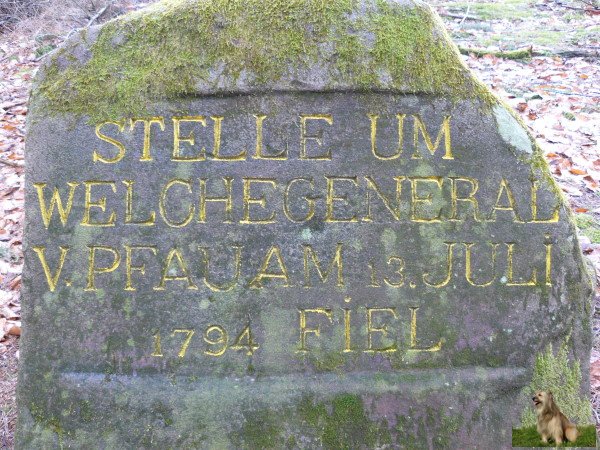 STELLE UM
WELCHE GENERAL
V. PFAU AM 13. JULI
1794 FIEL